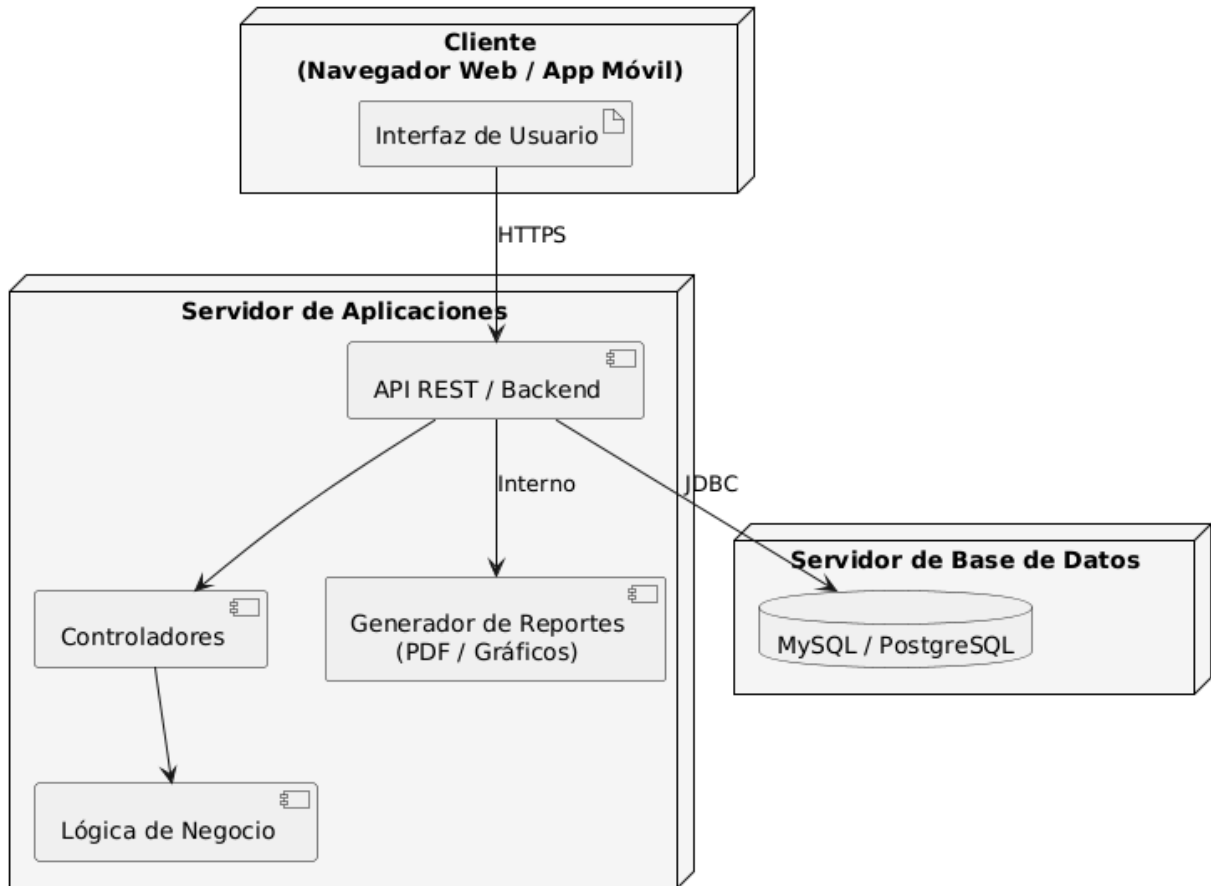 Cliente
(Navegador Web / App Móvil)
Interfaz de Usuario
HTTPS
Servidor de Aplicaciones
API REST / Backend
Interno
JDBC
Servidor de Base de Datos
MySQL / PostgreSQL
Controladores
Generador de Reportes
(PDF / Gráficos)
Lógica de Negocio